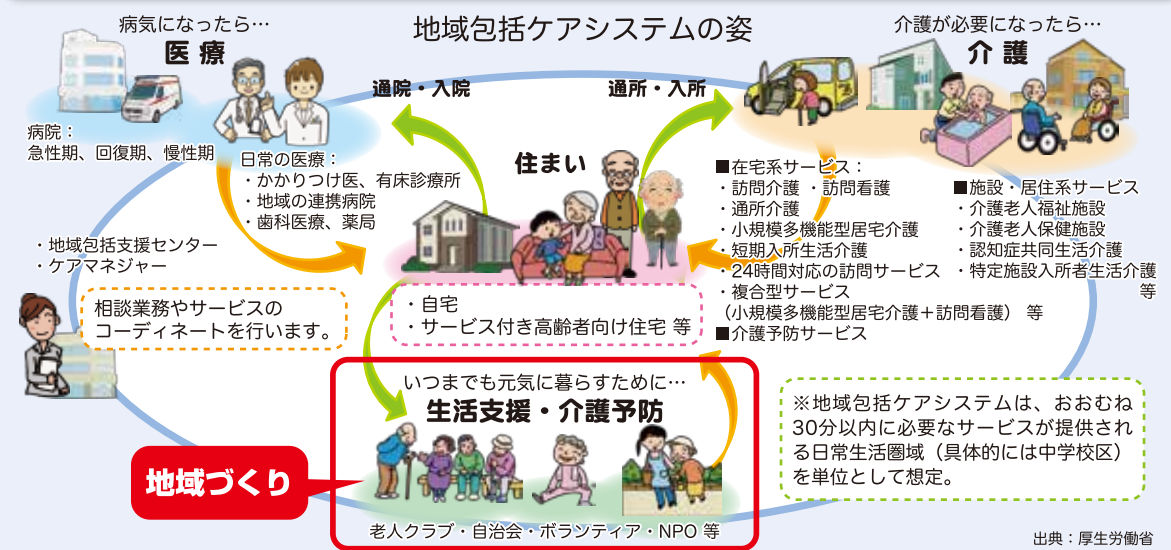 地域包括ケアシステムの姿
病気になったら…
医療
病院：
急性期、回復期、慢性期
日常の医療：
・かかりつけ医、有床診療所
・地域の連携病院
・歯科医療、薬局
通院・入院
通所・入所
介護が必要になったら…
介護
■在宅系サービス：
・訪問介護 ・訪問看護
・通所介護
・小規模多機能型居宅介護
・短期入所生活介護
・24時間対応の訪問サービス
・複合型サービス
（小規模多機能型居宅介護＋訪問看護） 等
■介護予防サービス
■施設・居住系サービス
・介護老人福祉施設
・介護老人保健施設
・認知症共同生活介護
・特定施設入所者生活介護
等
住まい
・自宅
・サービス付き高齢者向け住宅 等
・地域包括支援センター
・ケアマネジャー
相談業務やサービスの
コーディネートを行います。
いつまでも元気に暮らすために…
生活支援・介護予防
地域づくり
老人クラブ・自治会・ボランティア・NPO 等
※地域包括ケアシステムは、おおむね
30分以内に必要なサービスが提供され
る日常生活圏域（具体的には中学校区）
を単位として想定。
出典：厚生労働省